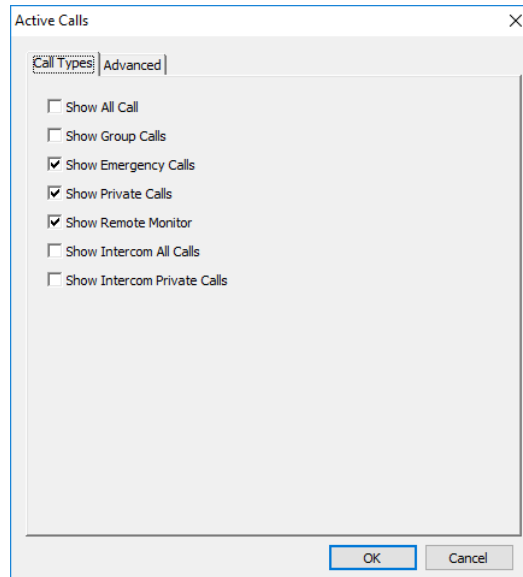 Active Calls
Call Types Advanced
Show All Call
Show Group Calls
Show Emergency Calls
Show Private Calls
Show Remote Monitor
Show Intercom All Calls
Show Intercom Private Calls
OK Cancel